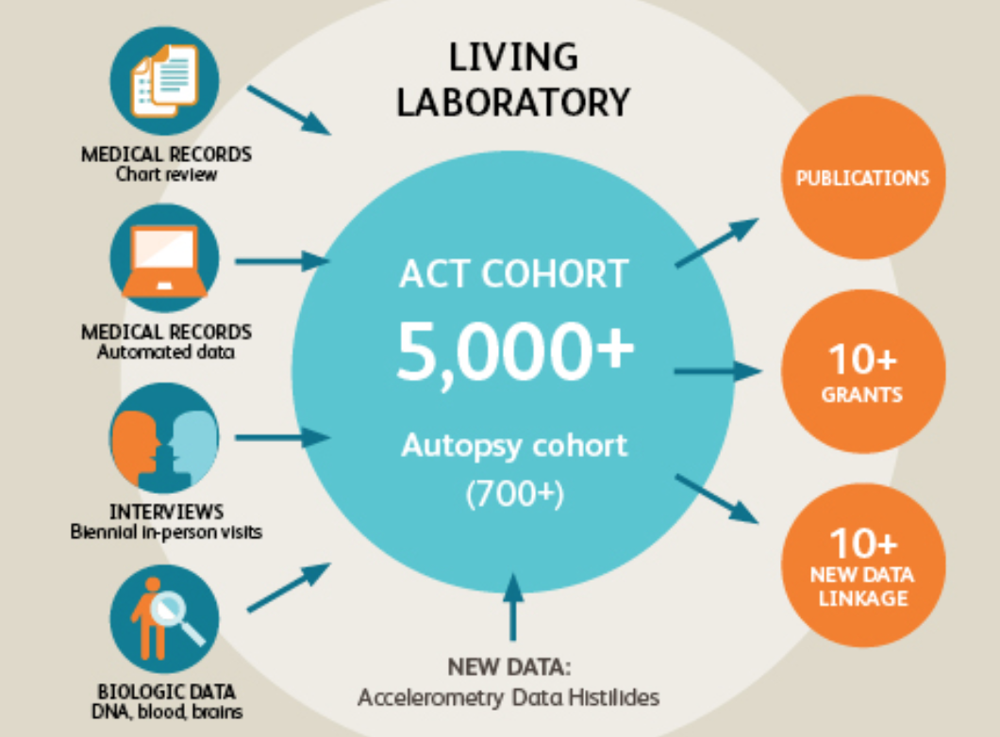 LIVING
LABORATORY
MEDICAL RECORDS
Chart review
MEDICAL RECORDS
Automated data
INTERVIEWS
Biennial in-person visits
BIOLOGIC DATA
DNA, blood, brains
ACT COHORT
5,000+
Autopsy cohort
(700+)
NEW DATA:
Accelerometry Data Histilides
PUBLICATIONS
10+
GRANTS
10+
NEW DATA
LINKAGE